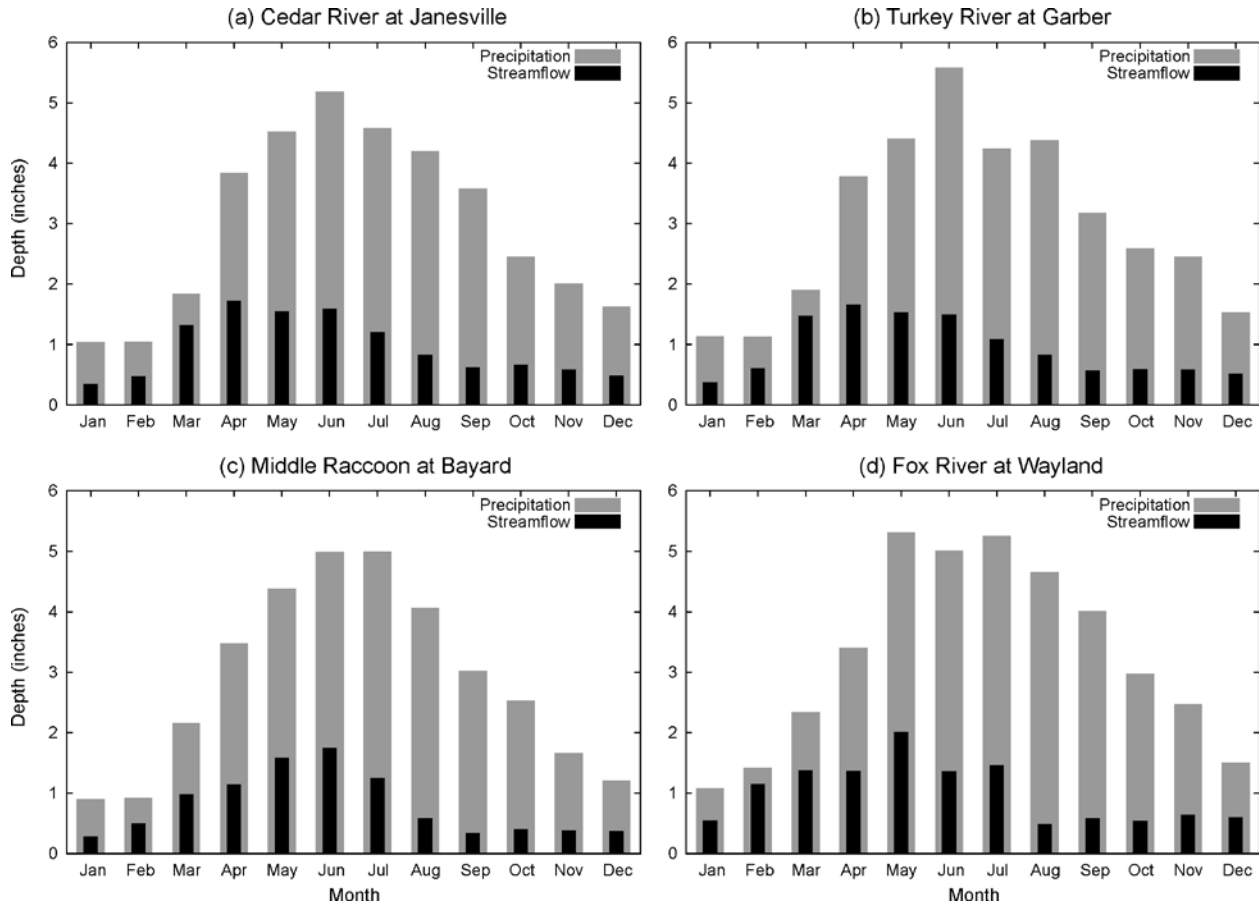 (a) Cedar River at Janesville
Precipitation
Streamflow
Depth (inches)
6
5
4
3
2
1
0
Jan Feb Mar Apr May Jun Jul Aug Sep Oct Nov Dec
(b) Turkey River at Garber
Precipitation
Streamflow
6
5
4
3
2
1
0
Jan Feb Mar Apr May Jun Jul Aug Sep Oct Nov Dec
(c) Middle Raccoon at Bayard
Precipitation
Streamflow
Depth (inches)
6
5
4
3
2
1
0
Jan Feb Mar Apr May Jun Jul Aug Sep Oct Nov Dec
Month
(d) Fox River at Wayland
Precipitation
Streamflow
6
5
4
3
2
1
0
Jan Feb Mar Apr May Jun Jul Aug Sep Oct Nov Dec
Month